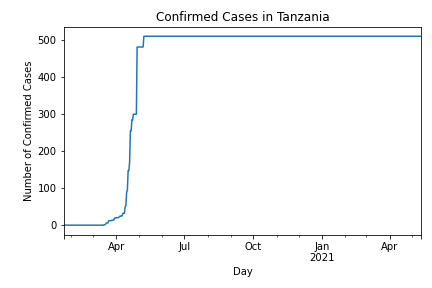 Confirmed Cases in Tanzania
Number of Confirmed Cases
500
400
300
200
100
0
Apr Jul Oct Jan Apr
2021
Day